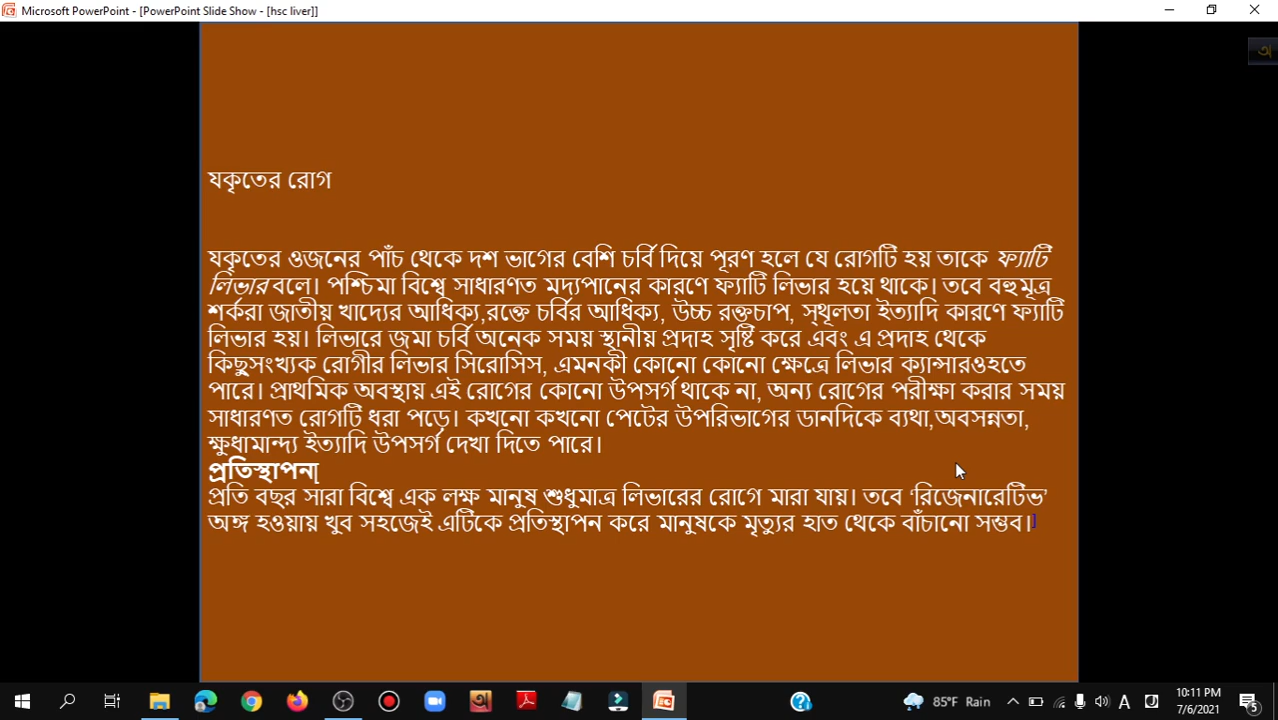 Microsoft PowerPoint - [PowerPoint Slide Show - [hsc liver]]
অ
যকৃতের রোগ
যকৃতের ওজনের পাঁচ থেকে দশ ভাগের বেশি চর্বি দিয়ে পূরণ হলে যে রোগটি হয় তাকে ফ্যাটি
লিভার বলে। পশ্চিমা বিশ্বে সাধারণত মদ্যপানের কারণে ফ্যাটি লিভার হয়ে থাকে। তবে বহুমূত্র
শর্করা জাতীয় খাদ্যের আধিক্য,রক্তে চর্বির আধিক্য, উচ্চ রক্তচাপ, স্থূলতা ইত্যাদি কারণে ফ্যাটি
লিভার হয়। লিভারে জমা চর্বি অনেক সময় স্থানীয় প্রদাহ সৃষ্টি করে এবং এ প্রদাহ থেকে
কিছুসংখ্যক রোগীর লিভার সিরোসিস, এমনকী কোনো কোনো ক্ষেত্রে লিভার ক্যান্সারওহতে
পারে। প্রাথমিক অবস্থায় এই রোগের কোনো উপসর্গ থাকে না, অন্য রোগের পরীক্ষা করার সময়
সাধারণত রোগটি ধরা পড়ে। কখনো কখনো পেটের উপরিভাগের ডানদিকে ব্যথা,অবসন্নতা,
ক্ষুধামান্দ্য ইত্যাদি উপসর্গ দেখা দিতে পারে।
প্রতিস্থাপন[
প্রতি বছর সারা বিশ্বে এক লক্ষ মানুষ শুধুমাত্র লিভারের রোগে মারা যায়। তবে ‘রিজেনারেটিভ’
অঙ্গ হওয়ায় খুব সহজেই এটিকে প্রতিস্থাপন করে মানুষকে মৃত্যুর হাত থেকে বাঁচানো সম্ভব।]
85°F Rain
10:11 PM
7/6/2021
5